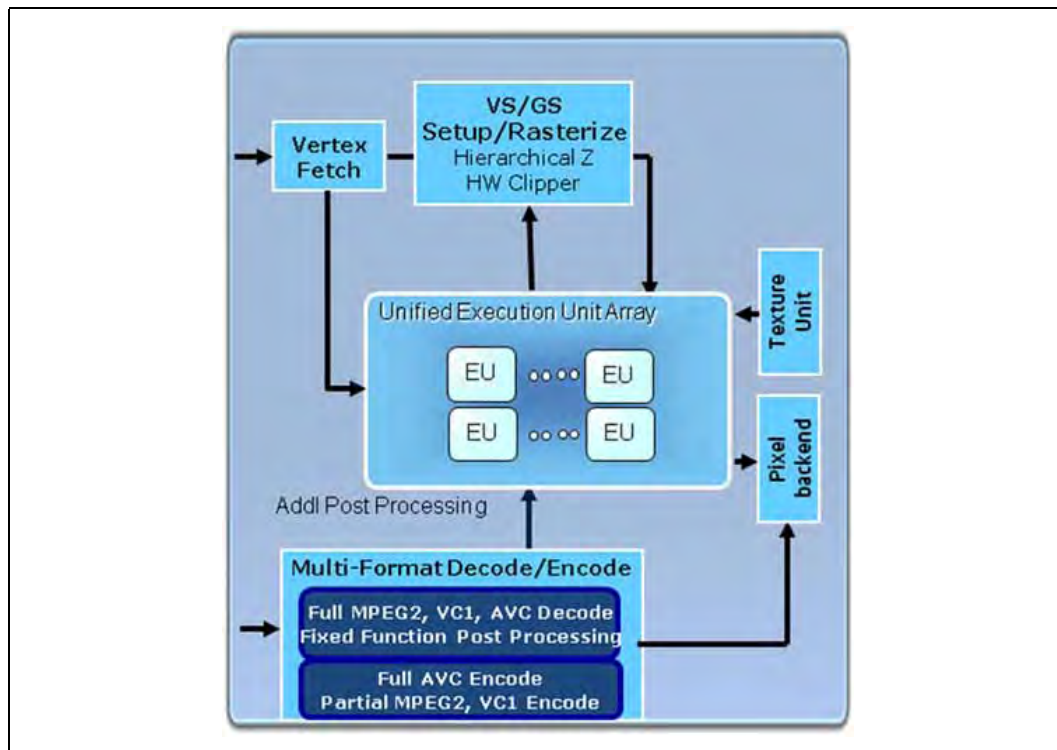 VS/GS
Setup/Rasterize
Hierarchical Z
HW Clipper
Vertex
Fetch
Texture
Unit
Unified Execution Unit Array
EU
EU
EU
EU
Pixel
backend
Addl Post Processing
Multi-Format Decode/Encode
Full MPEG2, VC1, AVC Decode
Fixed Function Post Processing
Full AVC Encode
Partial MPEG2, VC1 Encode